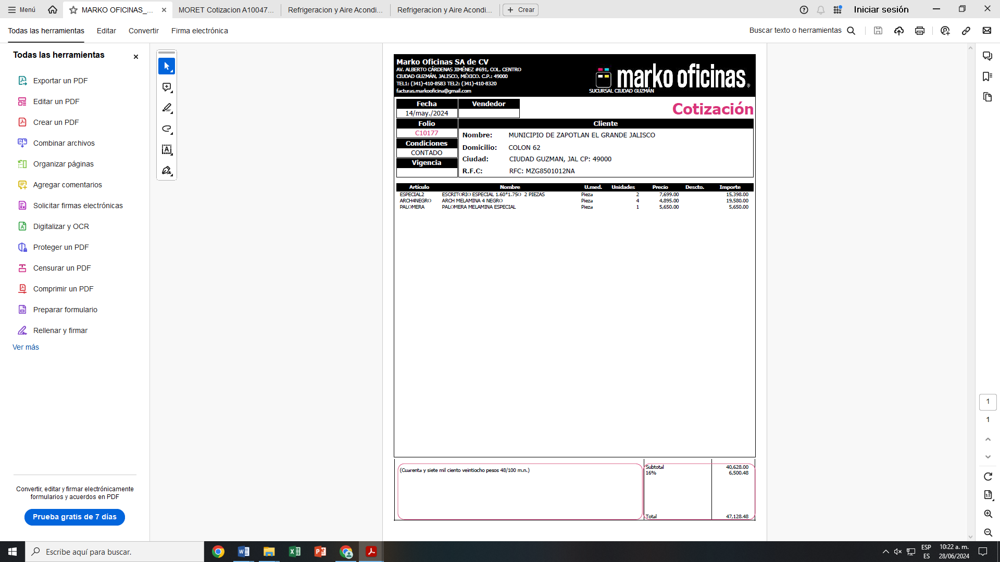 Menú
MARKO OFICINAS_...
MORET Cotizacion A10047...
Refrigeracion y Aire Acondi...
Refrigeracion y Aire Acondi...
Crear
Iniciar sesión
Todas las herramientas
Editar
Convertir
Firma electrónica
Buscar texto o herramientas
Todas las herramientas
Exportar un PDF
Editar un PDF
Crear un PDF
Combinar archivos
Organizar páginas
Agregar comentarios
Solicitar firmas electrónicas
Digitalizar y OCR
Proteger un PDF
Censurar un PDF
Comprimir un PDF
Preparar formulario
Rellenar y firmar
Ver más
Convertir, editar y firmar electrónicamente
formularios y acuerdos en PDF
Prueba gratis de 7 días
Marko Oficinas SA de CV
AV. ALBERTO CÁRDENAS JIMÉNEZ #691, COL. CENTRO
CIUDAD GUZMÁN, JALISCO, MÉXICO. C.P.: 49000
TEL1: (341)-410-8583 TEL2: (341)-410-8320
facturas.markooficina@gmail.com
marko oficinas®
SUCURSAL CIUDAD GUZMÁN
Fecha Vendedor
14/may./2024
Cotización
Folio
C10177
Condiciones
CONTADO
Vigencia
Cliente
Nombre: MUNICIPIO DE ZAPOTLAN EL GRANDE JALISCO
Domicilio: COLON 62
Ciudad: CIUDAD GUZMAN, JAL CP: 49000
R.F.C: RFC: MZG8501012NA
Artículo Nombre U.med. Unidades Precio Descto. Importe
ESPECIAL2 ESCRITORIO ESPECIAL 1.60*1.75O 2 PIEZAS Pieza 2 7,699.00 15,398.00
ARCH4NEGRO ARCH MELAMINA 4 NEGRO Pieza 4 4,895.00 19,580.00
PALOMERA PALOMERA MELAMINA ESPECIAL Pieza 1 5,650.00 5,650.00
(Cuarenta y siete mil ciento veintiocho pesos 48/100 m.n.)
Subtotal 40,628.00
16% 6,500.48
Total 47,128.48
1
1
Escribe aquí para buscar.
ESP
ES
10:22 a. m.
28/06/2024